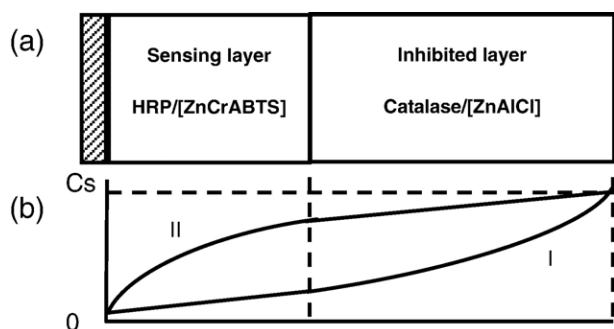 (a)
Sensing layer
Inhibited layer
HRP/[ZnCrABTS]
Catalase/[ZnAlCl]
Cs
(b)
II
I
0